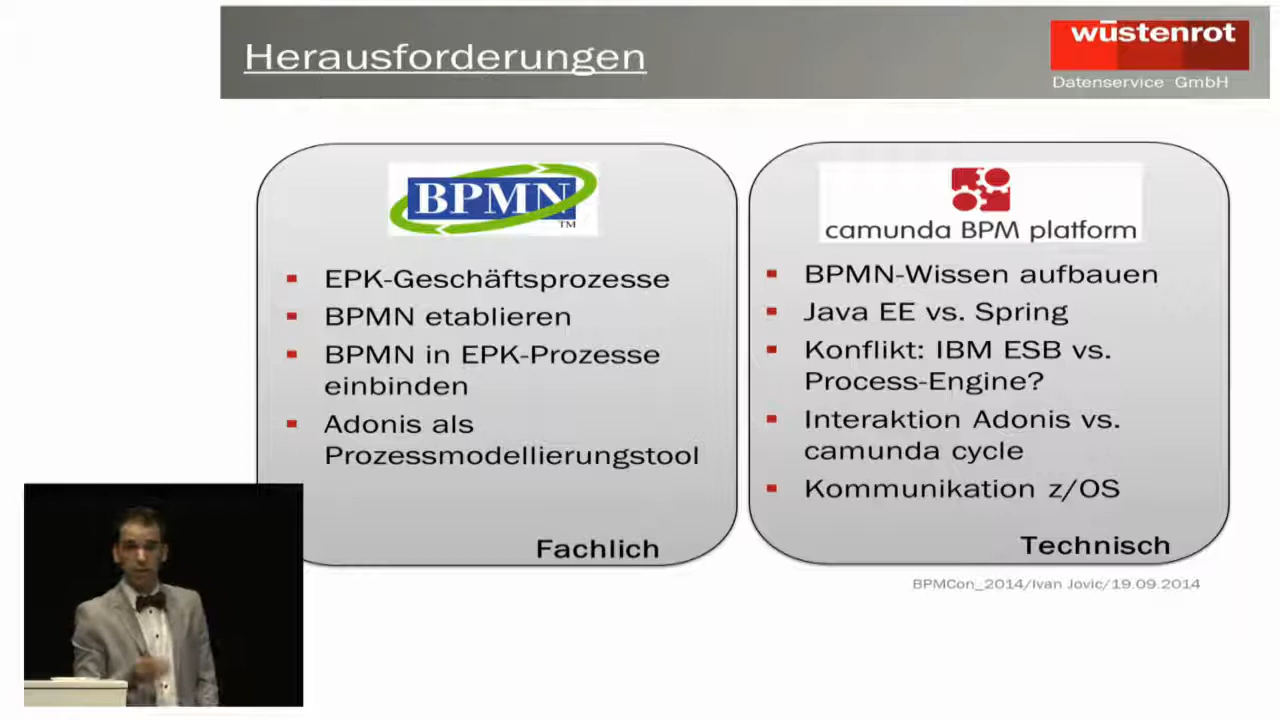 Herausforderungen
wüstenrot
Datenservice GmbH
BPMN
TM
EPK-Geschäftsprozesse
BPMN etablieren
BPMN in EPK-Prozesse
einbinden
Adonis als
Prozessmodellierungstool
Fachlich
camunda BPM platform
BPMN-Wissen aufbauen
Java EE vs. Spring
Konflikt: IBM ESB vs.
Process-Engine?
Interaktion Adonis vs.
camunda cycle
Kommunikation z/OS
Technisch
BPMCon_2014/Ivan Jovic/19.09.2014